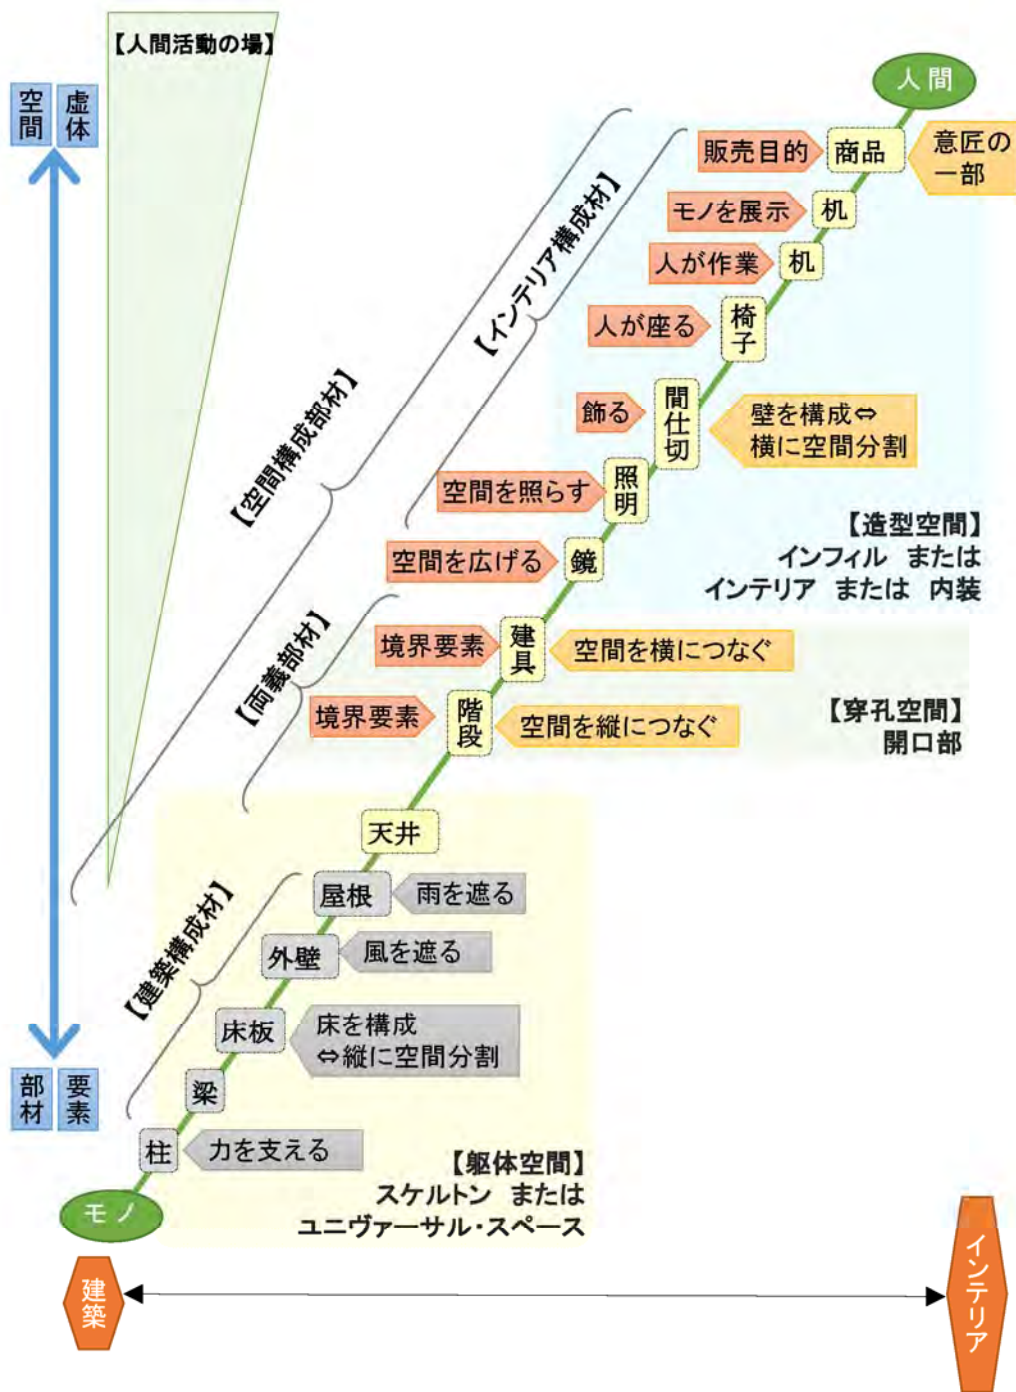 【人間活動の場】
空間
虚体
人間
販売目的
商品
意匠の
一部
モノを展示
机
人が作業
机
【インテリア構成材】
人が座る
椅子
飾る
間仕切
壁を構成⇔
横に空間分割
【空間構成部材】
空間を照らす
照明
【造型空間】
インフィル または
インテリア または 内装
空間を広げる
鏡
【両義部材】
境界要素
建具
空間を横につなぐ
境界要素
階段
空間を縦につなぐ
【穿孔空間】
開口部
天井
【建築構成材】
屋根
雨を遮る
外壁
風を遮る
床板
床を構成
⇔縦に空間分割
部材
要素
梁
柱
力を支える
【躯体空間】
スケルトン または
ユニヴァーサル・スペース
モノ
建築
インテリア